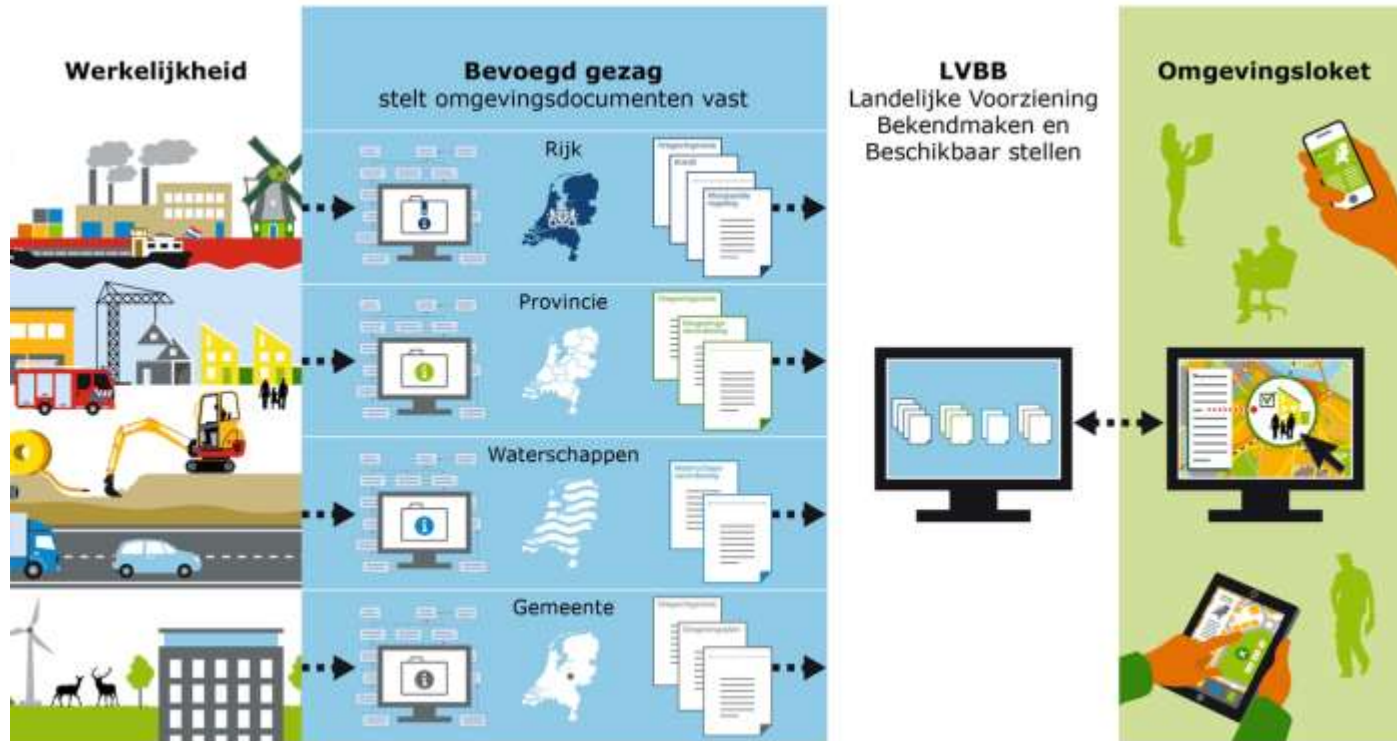 Werkelijkheid
Bevoegd gezag
stelt omgevingsdocumenten vast
LVBB
Landelijke Voorziening
Bekendmaken en
Beschikbaar stellen
Omgevingsloket
Rijk
Provincie
Waterschappen
Gemeente